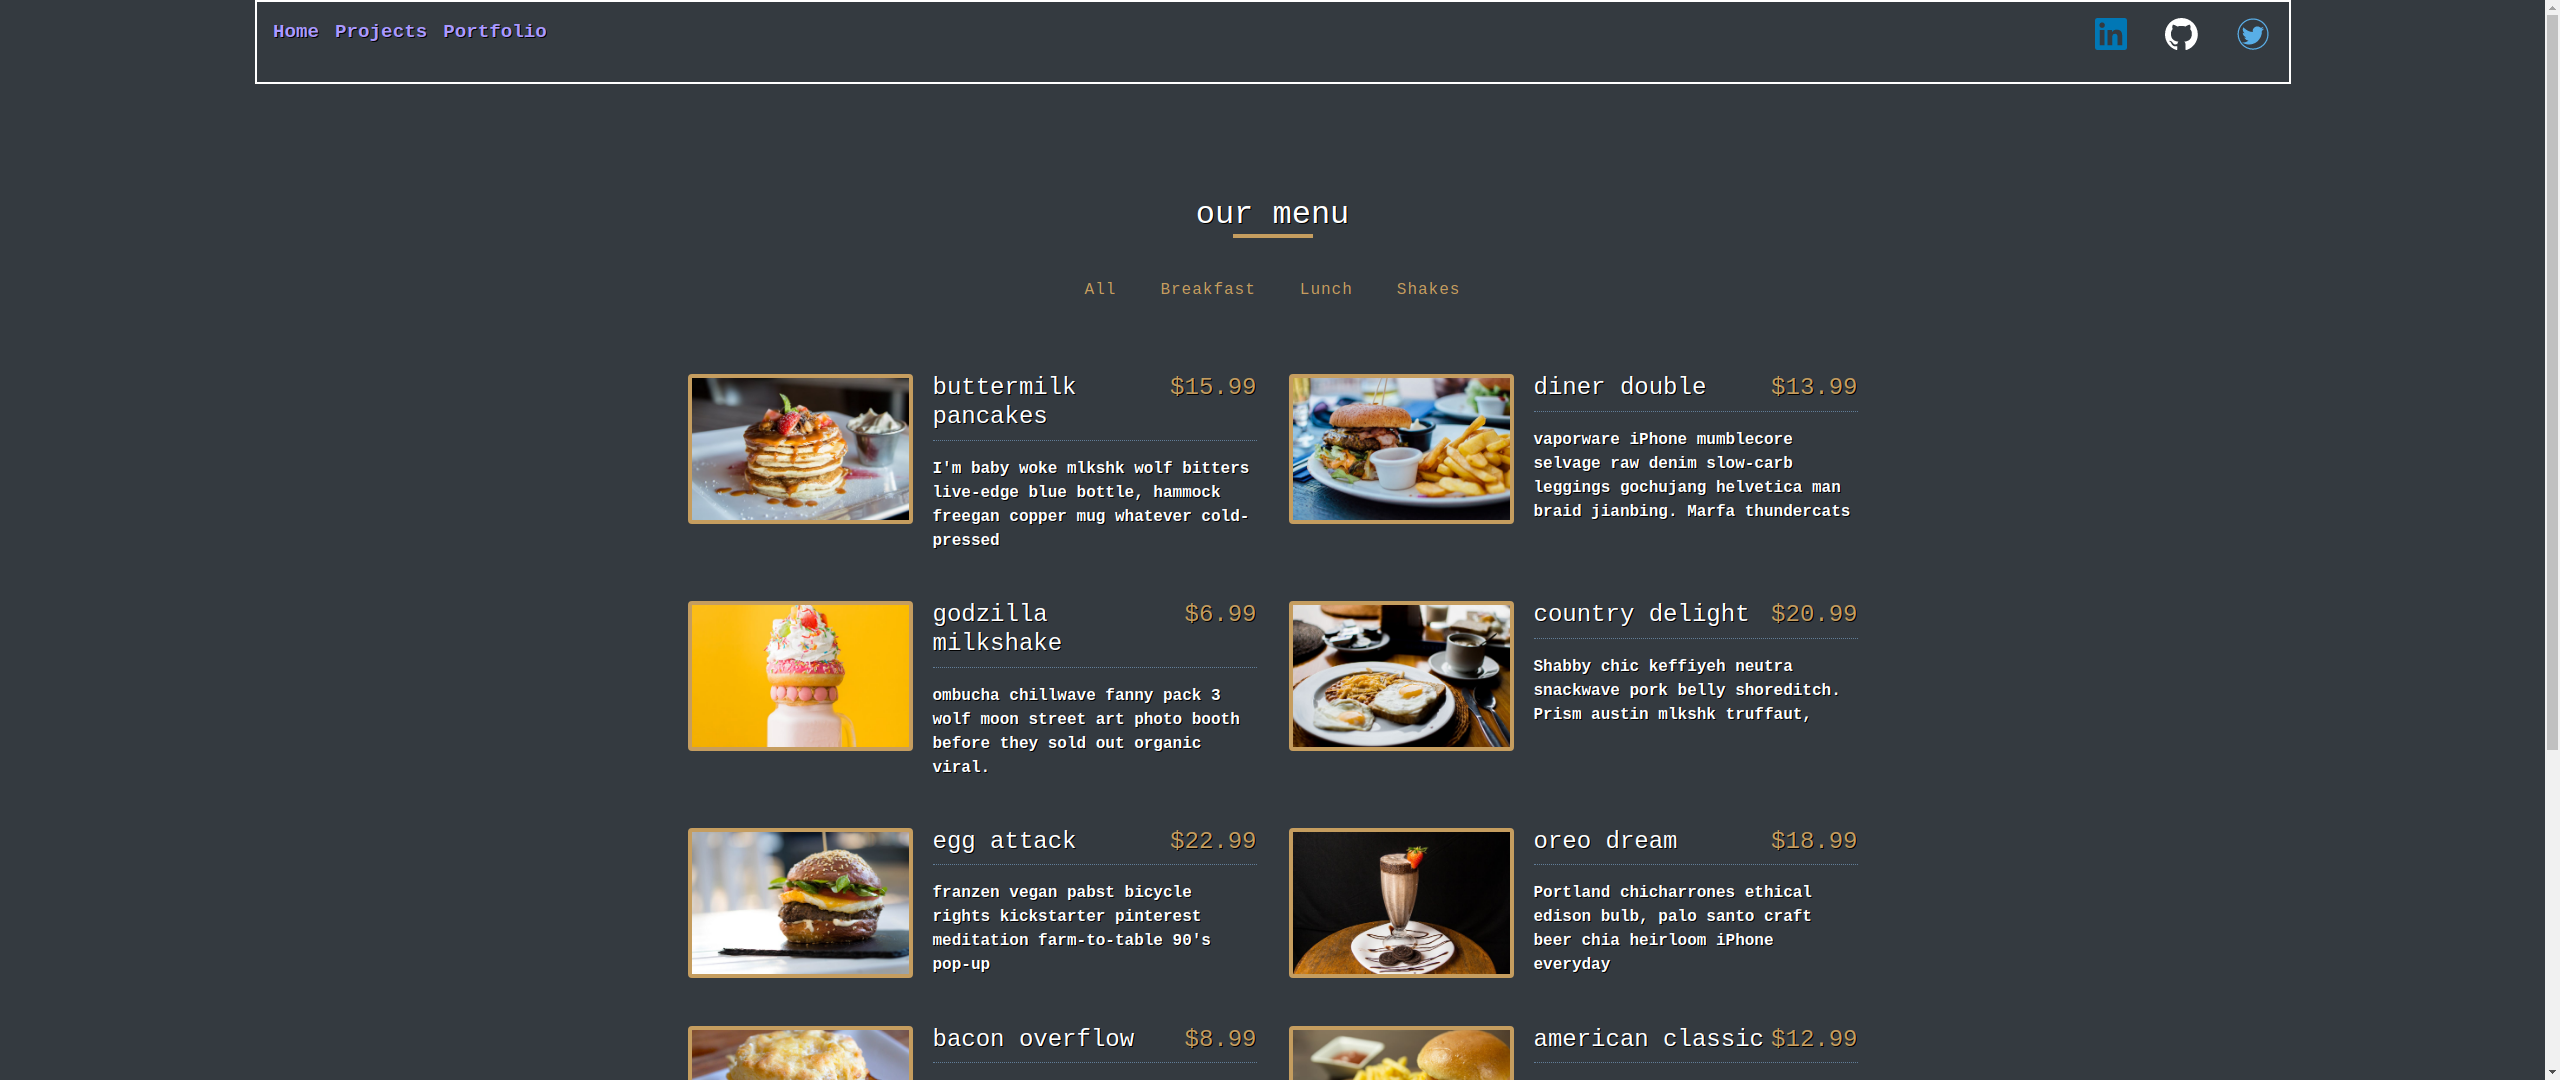 Home Projects Portfolio
in
our menu
All Breakfast Lunch Shakes
buttermilk $15.99
pancakes
I'm baby woke mlkshk wolf bitters
live-edge blue bottle, hammock
freegan copper mug whatever cold-
pressed
diner double $13.99
vaporware iPhone mumblecore
selvage raw denim slow-carb
leggings gochujang helvetica man
braid jianbing. Marfa thundercats
godzilla $6.99
milkshake
ombucha chillwave fanny pack 3
wolf moon street art photo booth
before they sold out organic
viral.
country delight $20.99
Shabby chic keffiyeh neutra
snackwave pork belly shoreditch.
Prism austin mlkshk truffaut,
egg attack $22.99
franzen vegan pabst bicycle
rights kickstarter pinterest
meditation farm-to-table 90's
pop-up
oreo dream $18.99
Portland chicharrones ethical
edison bulb, palo santo craft
beer chia heirloom iPhone
everyday
bacon overflow $8.99
american classic $12.99